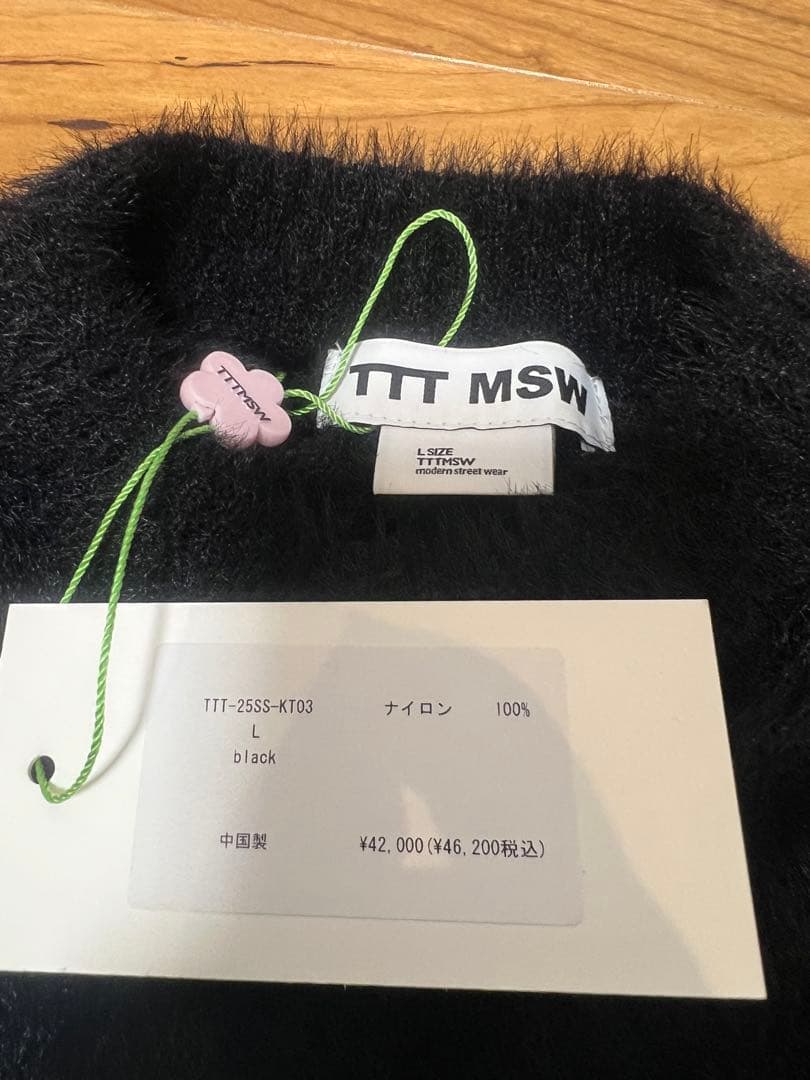 TTT MSW
TTTMSW
L SIZE
TTTMSW
modern street wear
TTT-25SS-KT03 ナイロン 100%
L
black
中国製 ¥42,000(¥46,200税込)